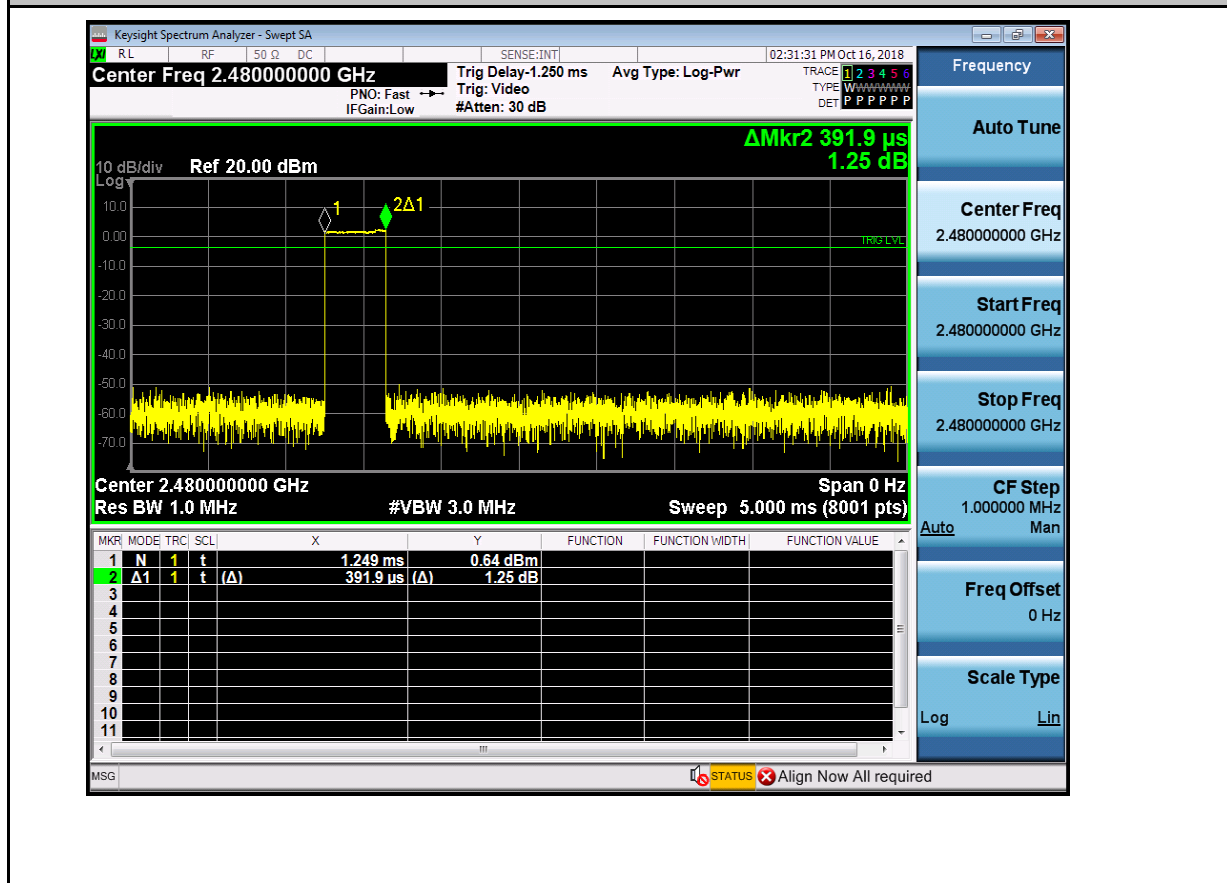 Keysight Spectrum Analyzer - Swept SA
LXI RL RF 50 Ω DC SENSE:INT 02:31:31 PM Oct 16, 2018
Center Freq 2.480000000 GHz Trig Delay-1.250 ms Avg Type: Log-Pwr TRACE 1 2 3 4 5 6
PNO: Fast Trig: Video TYPE WWWWWW
IFGain:Low #Atten: 30 dB DET P P P P P P
ΔMkr2 391.9 µs
1.25 dB
10 dB/div Ref 20.00 dBm
Log
10.0
1 2Δ1
0.00
TRIG LVL
-10.0
-20.0
-30.0
-40.0
-50.0
-60.0
-70.0
Center 2.480000000 GHz Span 0 Hz
Res BW 1.0 MHz #VBW 3.0 MHz Sweep 5.000 ms (8001 pts)
MKR MODE TRC SCL X Y FUNCTION FUNCTION WIDTH FUNCTION VALUE
1 N 1 t 1.249 ms 0.64 dBm
2 Δ1 1 t (Δ) 391.9 µs (Δ) 1.25 dB
3
4
5
6
7
8
9
10
11
MSG STATUS Align Now All required
Frequency
Auto Tune
Center Freq
2.480000000 GHz
Start Freq
2.480000000 GHz
Stop Freq
2.480000000 GHz
CF Step
1.000000 MHz
Auto Man
Freq Offset
0 Hz
Scale Type
Log Lin